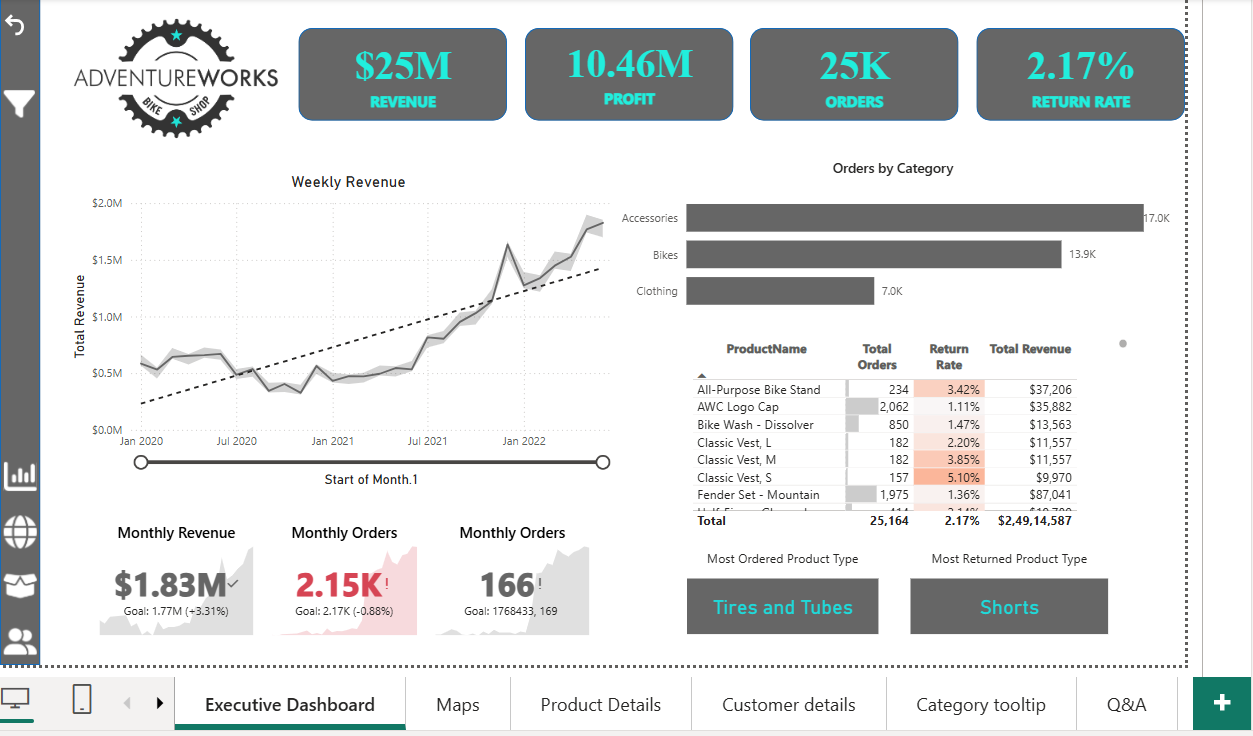 ADVENTUREWORKS
BIKE SHOP
$25M
REVENUE
10.46M
PROFIT
25K
ORDERS
2.17%
RETURN RATE
Weekly Revenue
Total Revenue
$2.0M
$1.5M
$1.0M
$0.5M
$0.0M
Jan 2020 Jul 2020 Jan 2021 Jul 2021 Jan 2022
Start of Month.1
Orders by Category
Accessories 17.0K
Bikes 13.9K
Clothing 7.0K
ProductName Total Orders Return Rate Total Revenue
All-Purpose Bike Stand 234 3.42% $37,206
AWC Logo Cap 2,062 1.11% $35,882
Bike Wash - Dissolver 850 1.47% $13,563
Classic Vest, L 182 2.20% $11,557
Classic Vest, M 182 3.85% $11,557
Classic Vest, S 157 5.10% $9,970
Fender Set - Mountain 1,975 1.36% $87,041
Total 25,164 2.17% $2,49,14,587
Monthly Revenue
$1.83M
Goal: 1.77M (+3.31%)
Monthly Orders
2.15K!
Goal: 2.17K (-0.88%)
Monthly Orders
166!
Goal: 1768433, 169
Most Ordered Product Type
Tires and Tubes
Most Returned Product Type
Shorts
Executive Dashboard Maps Product Details Customer details Category tooltip Q&A